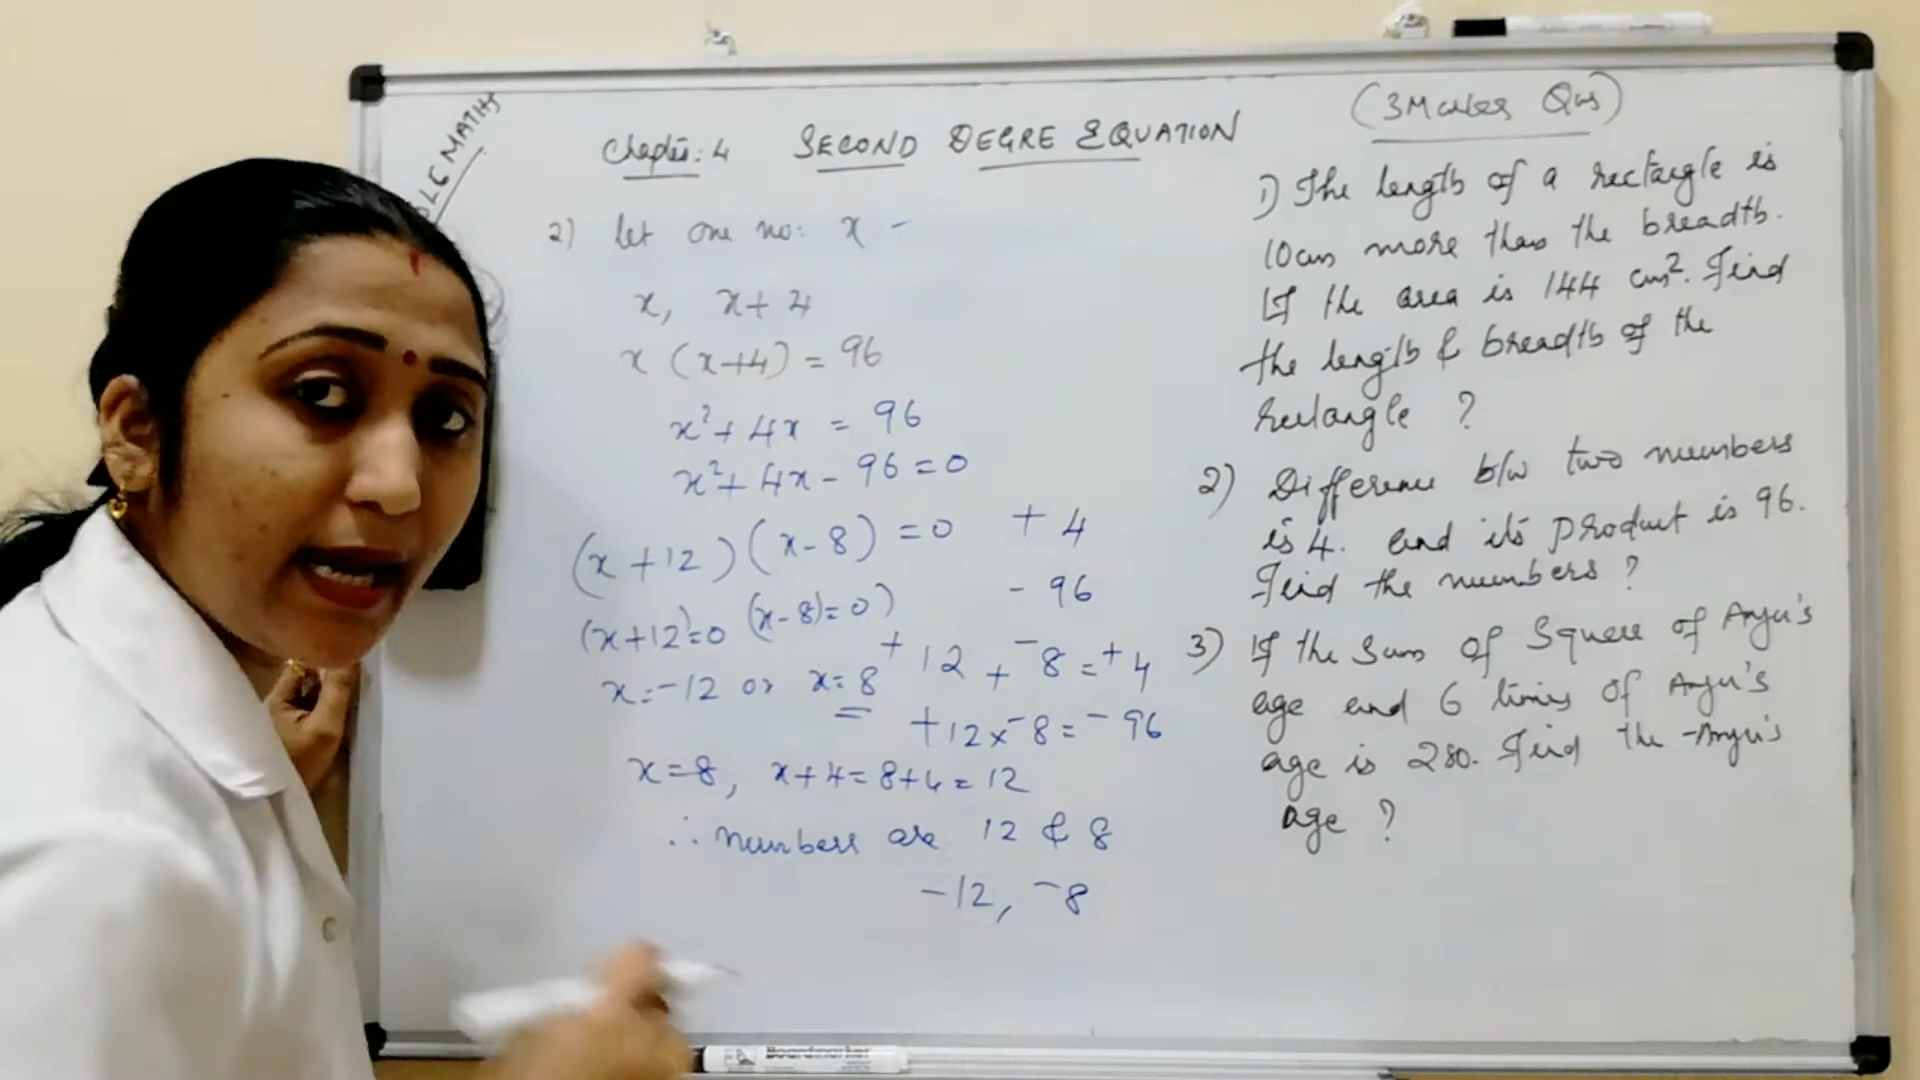 OLE MATHS
Chapter: 4 SECOND DEGRE EQUATION
2) let one no: x -
x, x+4
x (x+4) = 96
x²+4x = 96
x²+4x-96=0
(x+12)(x-8)=0
+4
-96
(x+12)=0 (x-8)=0)
+12 + -8 = +4
x=-12 or x=8
+12x-8=-96
x=8, x+4=8+4=12
∴ numbers are 12 & 8
-12, -8
(3 Marks Qus)
1) The length of a rectangle is
10cm more than the breadth.
If the area is 144 cm². Find
the length & breadth of the
rectangle ?
2) Difference b/w two numbers
is 4. and its product is 96.
Find the numbers ?
3) If the Sum of Square of Anju's
age and 6 times of Anju's
age is 280. Find the Anju's
age ?
Boardmarker